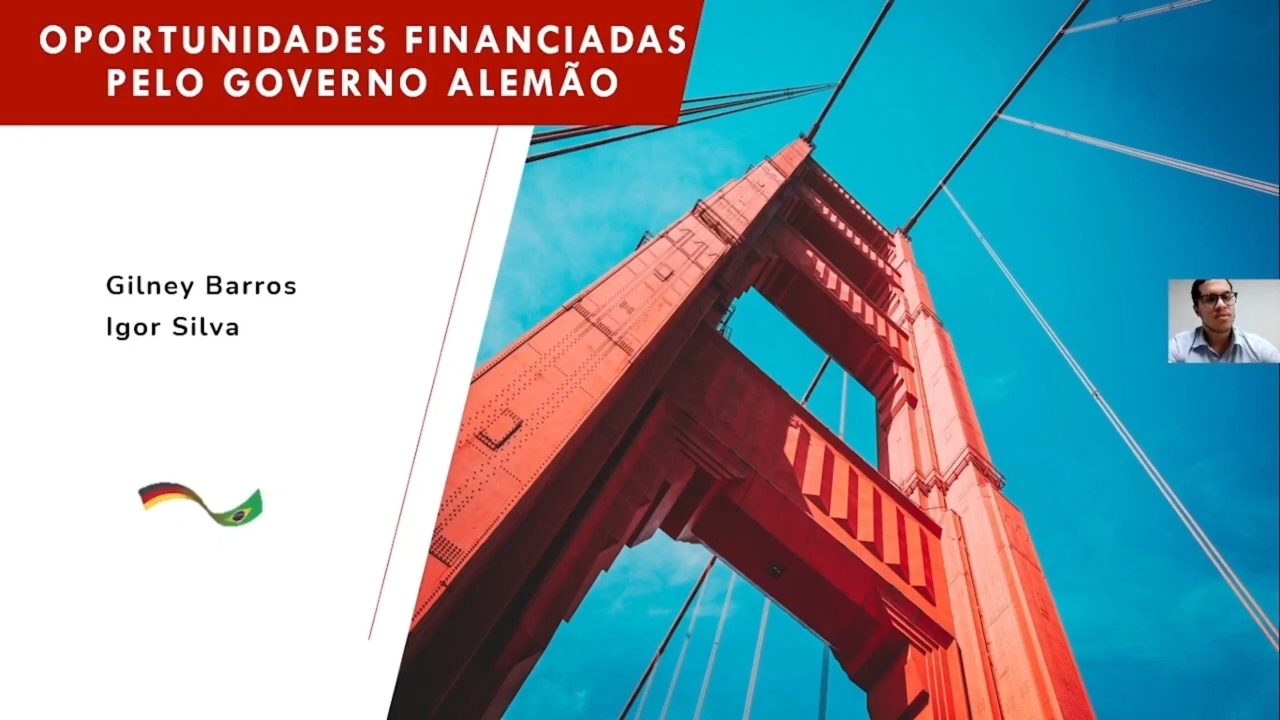 OPORTUNIDADES FINANCIADAS
PELO GOVERNO ALEMÃO
Gilney Barros
Igor Silva